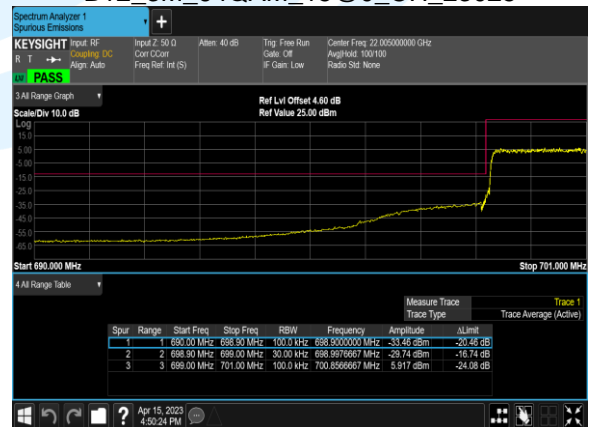 Spectrum Analyzer 1
Spurious Emissions
+
KEYSIGHT Input: RF Input Z: 50 Ω Atten: 40 dB Trig: Free Run Center Freq: 22.005000000 GHz
R T Coupling: DC Corr CCorr Gate: Off Avg|Hold: 100/100
Align: Auto Freq Ref: Int (S) IF Gain: Low Radio Std: None
LV PASS
3 All Range Graph
Ref Lvl Offset 4.60 dB
Scale/Div 10.0 dB Ref Value 25.00 dBm
Log
15.0
5.00
-5.00
-15.0
-25.0
-35.0
-45.0
-55.0
-65.0
Start 690.000 MHz Stop 701.000 MHz
4 All Range Table
Measure Trace Trace 1
Trace Type Trace Average (Active)
Spur Range Start Freq Stop Freq RBW Frequency Amplitude ΔLimit
1 1 690.00 MHz 698.90 MHz 100.0 kHz 698.9000000 MHz -33.46 dBm -20.46 dB
2 2 698.90 MHz 699.00 MHz 30.00 kHz 698.9976667 MHz -29.74 dBm -16.74 dB
3 3 699.00 MHz 701.00 MHz 100.0 kHz 700.8566667 MHz 5.917 dBm -24.08 dB
? Apr 15, 2023
4:50:24 PM